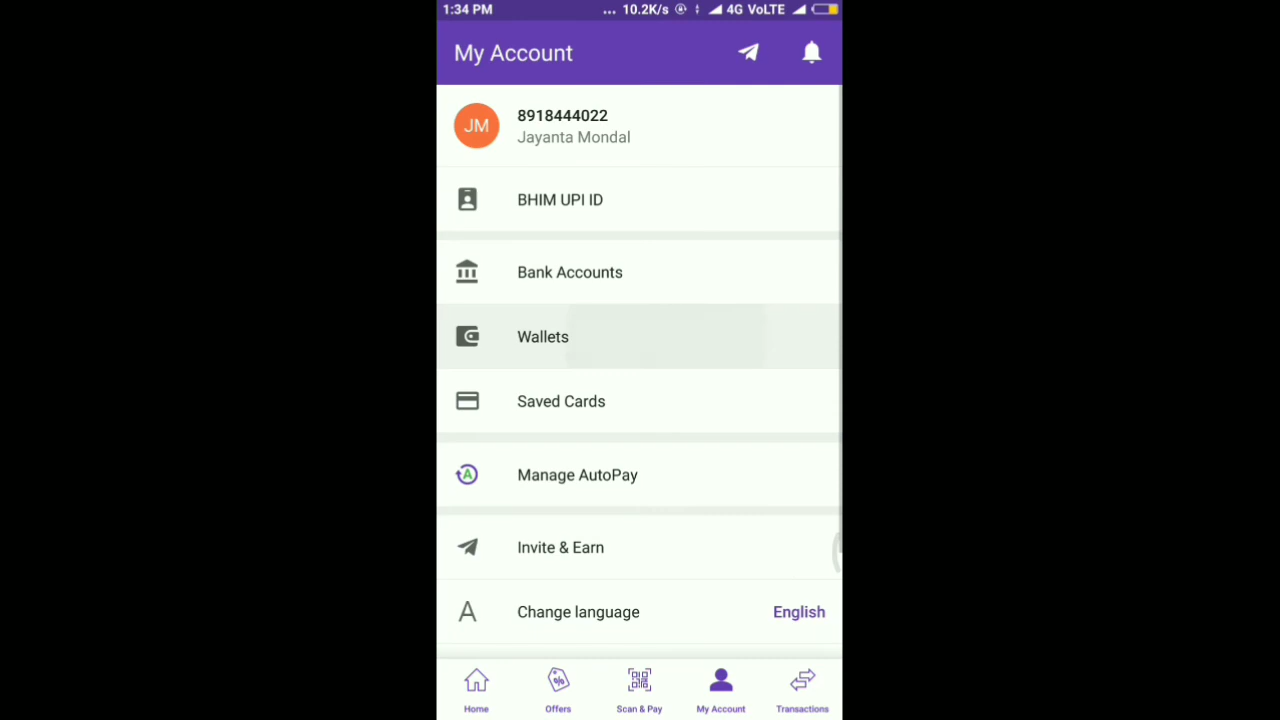 1:34 PM ... 10.2K/s 4G VoLTE
My Account
JM
8918444022
Jayanta Mondal
BHIM UPI ID
Bank Accounts
Wallets
Saved Cards
A
Manage AutoPay
Invite & Earn
A
Change language English
Home Offers Scan & Pay My Account Transactions